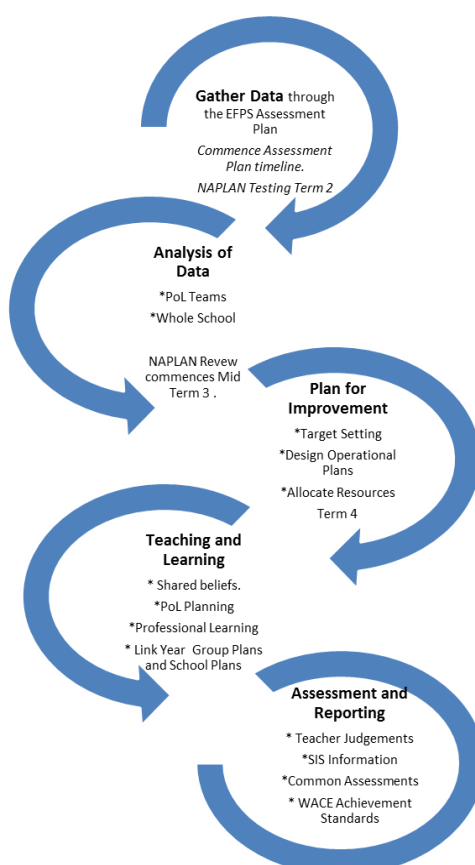 Gather Data through
the EFPS Assessment
Plan
Commence Assessment
Plan timeline.
NAPLAN Testing Term 2
Analysis of
Data
*PoL Teams
*Whole School
NAPLAN Revew
commences Mid
Term 3 .
Plan for
Improvement
*Target Setting
*Design Operational
Plans
*Allocate Resources
Term 4
Teaching and
Learning
* Shared beliefs.
*PoL Planning
*Professional Learning
* Link Year Group Plans
and School Plans
Assessment and
Reporting
* Teacher Judgements
*SIS Information
*Common Assessments
* WACE Achievement
Standards